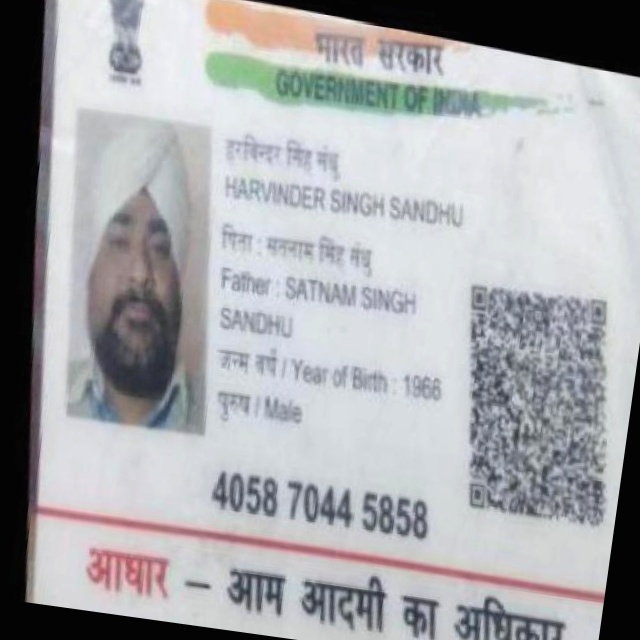 भारत सरकार
GOVERNMENT OF INDIA
हरविन्दर सिंह संधु
HARVINDER SINGH SANDHU
पिता : सतनाम सिंह संधु
Father : SATNAM SINGH
SANDHU
जन्म वर्ष / Year of Birth : 1966
पुरुष / Male
4058 7044 5858
आधार – आम आदमी का अधिकार